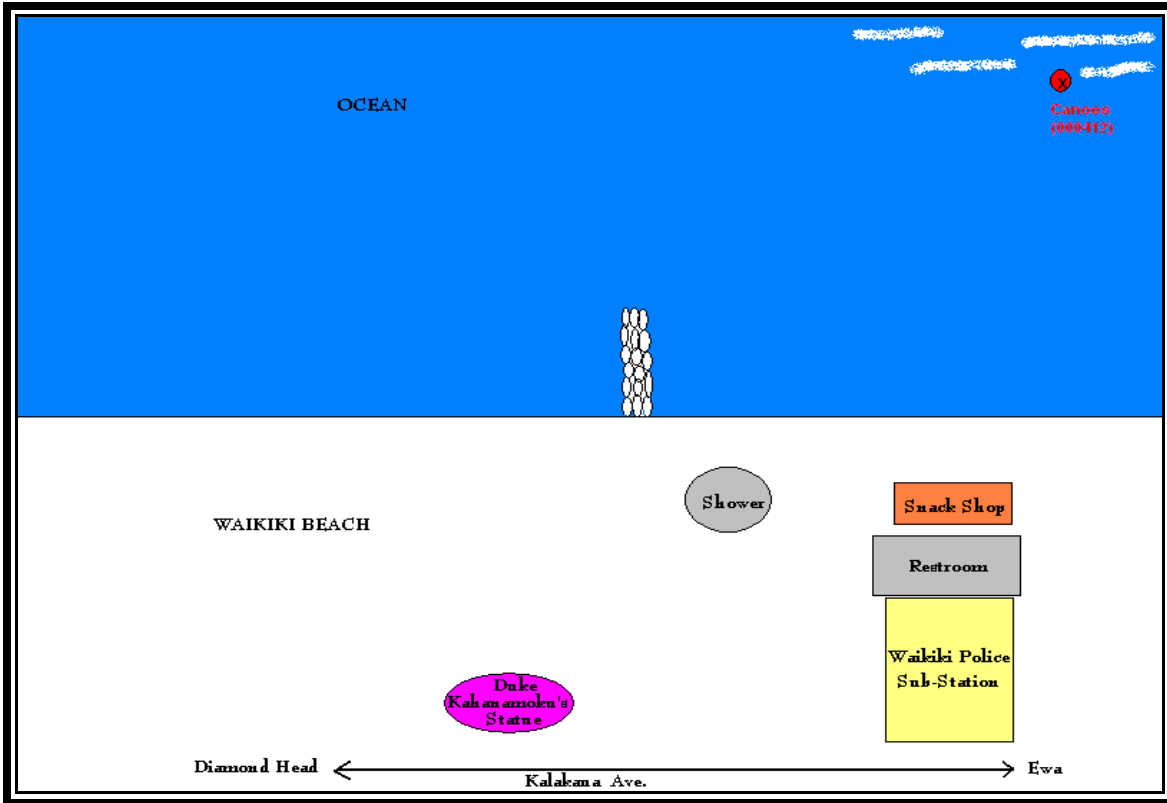 X
Canoes
(000412)
OCEAN
Shower
Snack Shop
WAIKIKI BEACH
Restroom
Waikiki Police
Sub-Station
Duke
Kahanamoku's
Statue
Diamond Head
Ewa
Kalakaua Ave.